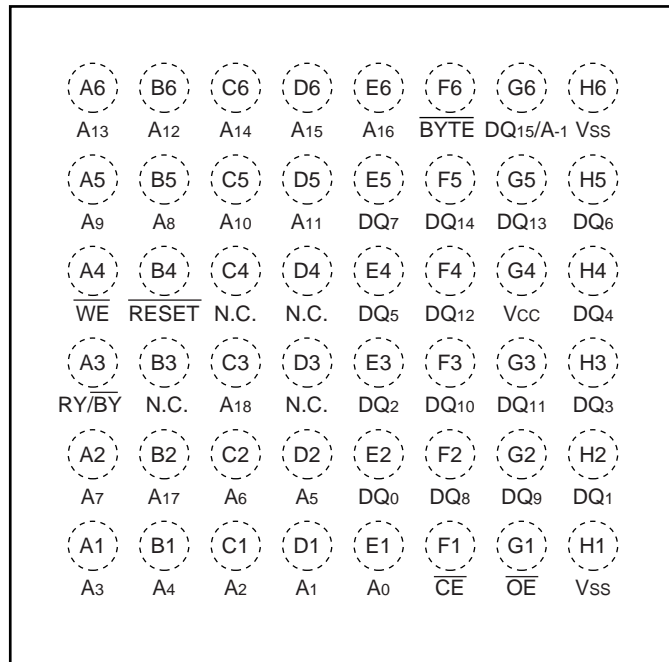 A6 B6 C6 D6 E6 F6 G6 H6
A13 A12 A14 A15 A16 BYTE DQ15/A-1 VSS
A5 B5 C5 D5 E5 F5 G5 H5
A9 A8 A10 A11 DQ7 DQ14 DQ13 DQ6
A4 B4 C4 D4 E4 F4 G4 H4
WE RESET N.C. N.C. DQ5 DQ12 VCC DQ4
A3 B3 C3 D3 E3 F3 G3 H3
RY/BY N.C. A18 N.C. DQ2 DQ10 DQ11 DQ3
A2 B2 C2 D2 E2 F2 G2 H2
A7 A17 A6 A5 DQ0 DQ8 DQ9 DQ1
A1 B1 C1 D1 E1 F1 G1 H1
A3 A4 A2 A1 A0 CE OE VSS